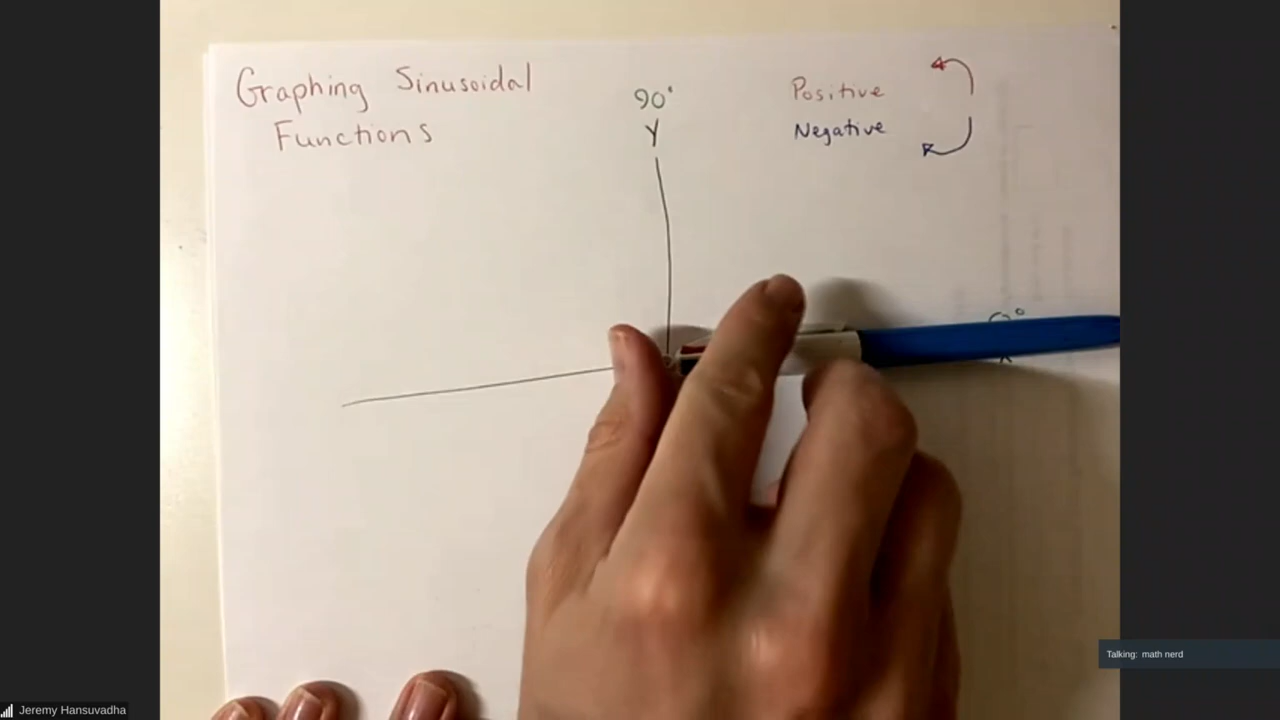 Graphing Sinusoidal
Functions
90°
Y
Positive
Negative
Talking: math nerd
Jeremy Hansuvadha